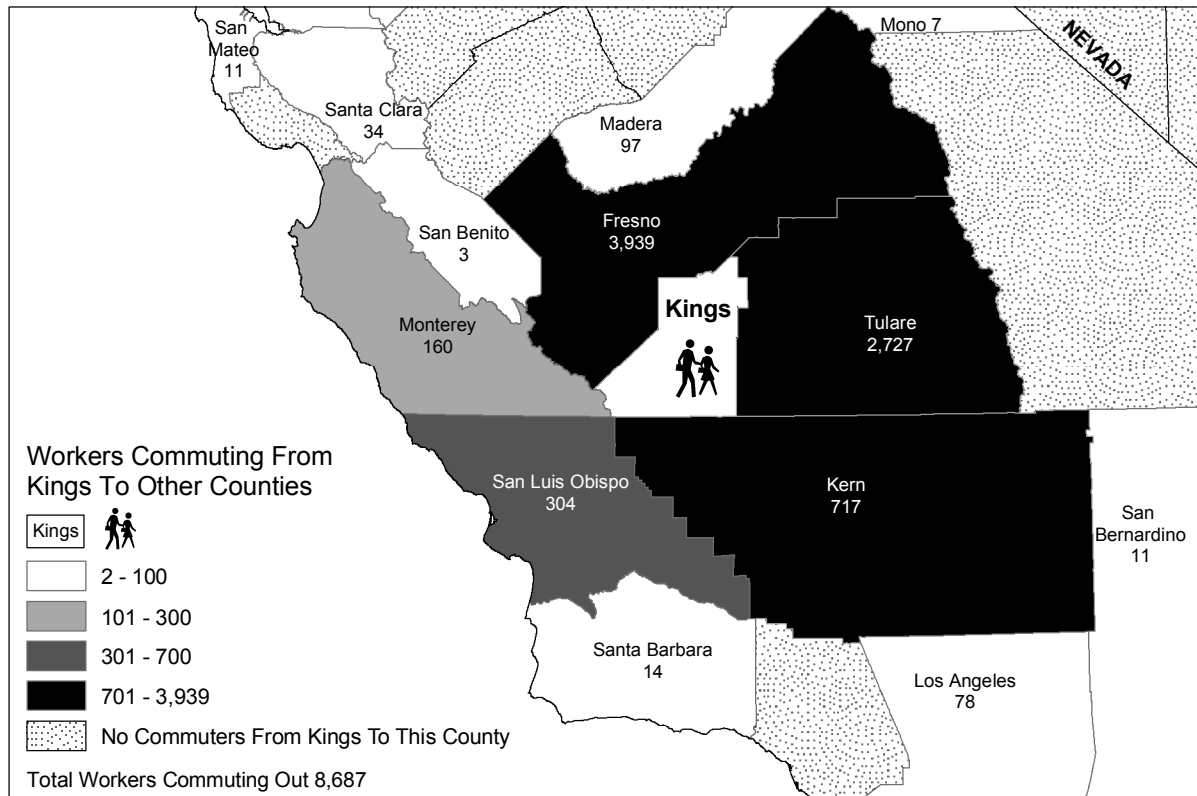 San
Mateo
11
Mono 7
NEVADA
Santa Clara
34
Madera
97
Fresno
3,939
San Benito
3
Kings
Monterey
160
Tulare
2,727
San Luis Obispo
304
Kern
717
San
Bernardino
11
Santa Barbara
14
Los Angeles
78
Workers Commuting From
Kings To Other Counties
Kings
2 - 100
101 - 300
301 - 700
701 - 3,939
No Commuters From Kings To This County
Total Workers Commuting Out 8,687